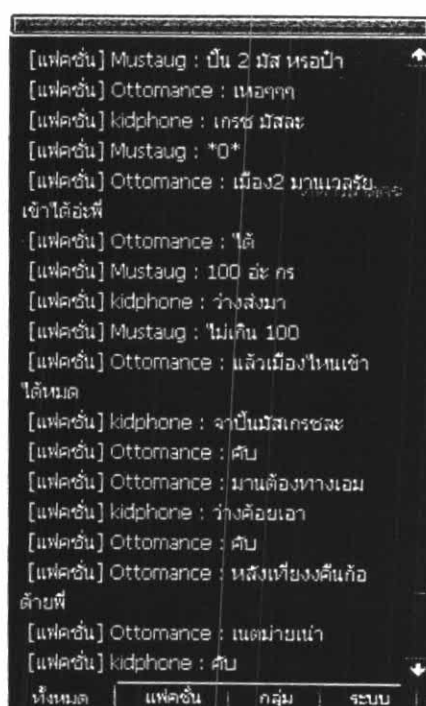 [แฟคชั่น] Mustaug : ปั้น 2 มัส หรอป๋า
[แฟคชั่น] Ottomance : เหอๆๆๆ
[แฟคชั่น] kidphone : เกรซ มัสละ
[แฟคชั่น] Mustaug : *0*
[แฟคชั่น] Ottomance : เมือง2 มานเวลรัย
เข้าได้อ่ะพี่
[แฟคชั่น] Ottomance : ได้
[แฟคชั่น] Mustaug : 100 อ่ะ กร
[แฟคชั่น] kidphone : ว่างส่งมา
[แฟคชั่น] Mustaug : ไม่เกิน 100
[แฟคชั่น] Ottomance : แล้วเมืองไหนเข้า
ได้หมด
[แฟคชั่น] kidphone : จาปั้นมัสเกรซละ
[แฟคชั่น] Ottomance : คับ
[แฟคชั่น] Ottomance : มานต้องทางเอม
[แฟคชั่น] kidphone : ว่างค้อยเอา
[แฟคชั่น] Ottomance : คับ
[แฟคชั่น] Ottomance : หลังเที่ยงงคืนก้อ
ด้ายพี่
[แฟคชั่น] Ottomance : เนตม่ายเน่า
[แฟคชั่น] kidphone : คับ
ทั้งหมด แฟคชั่น กลุ่ม ระบบ